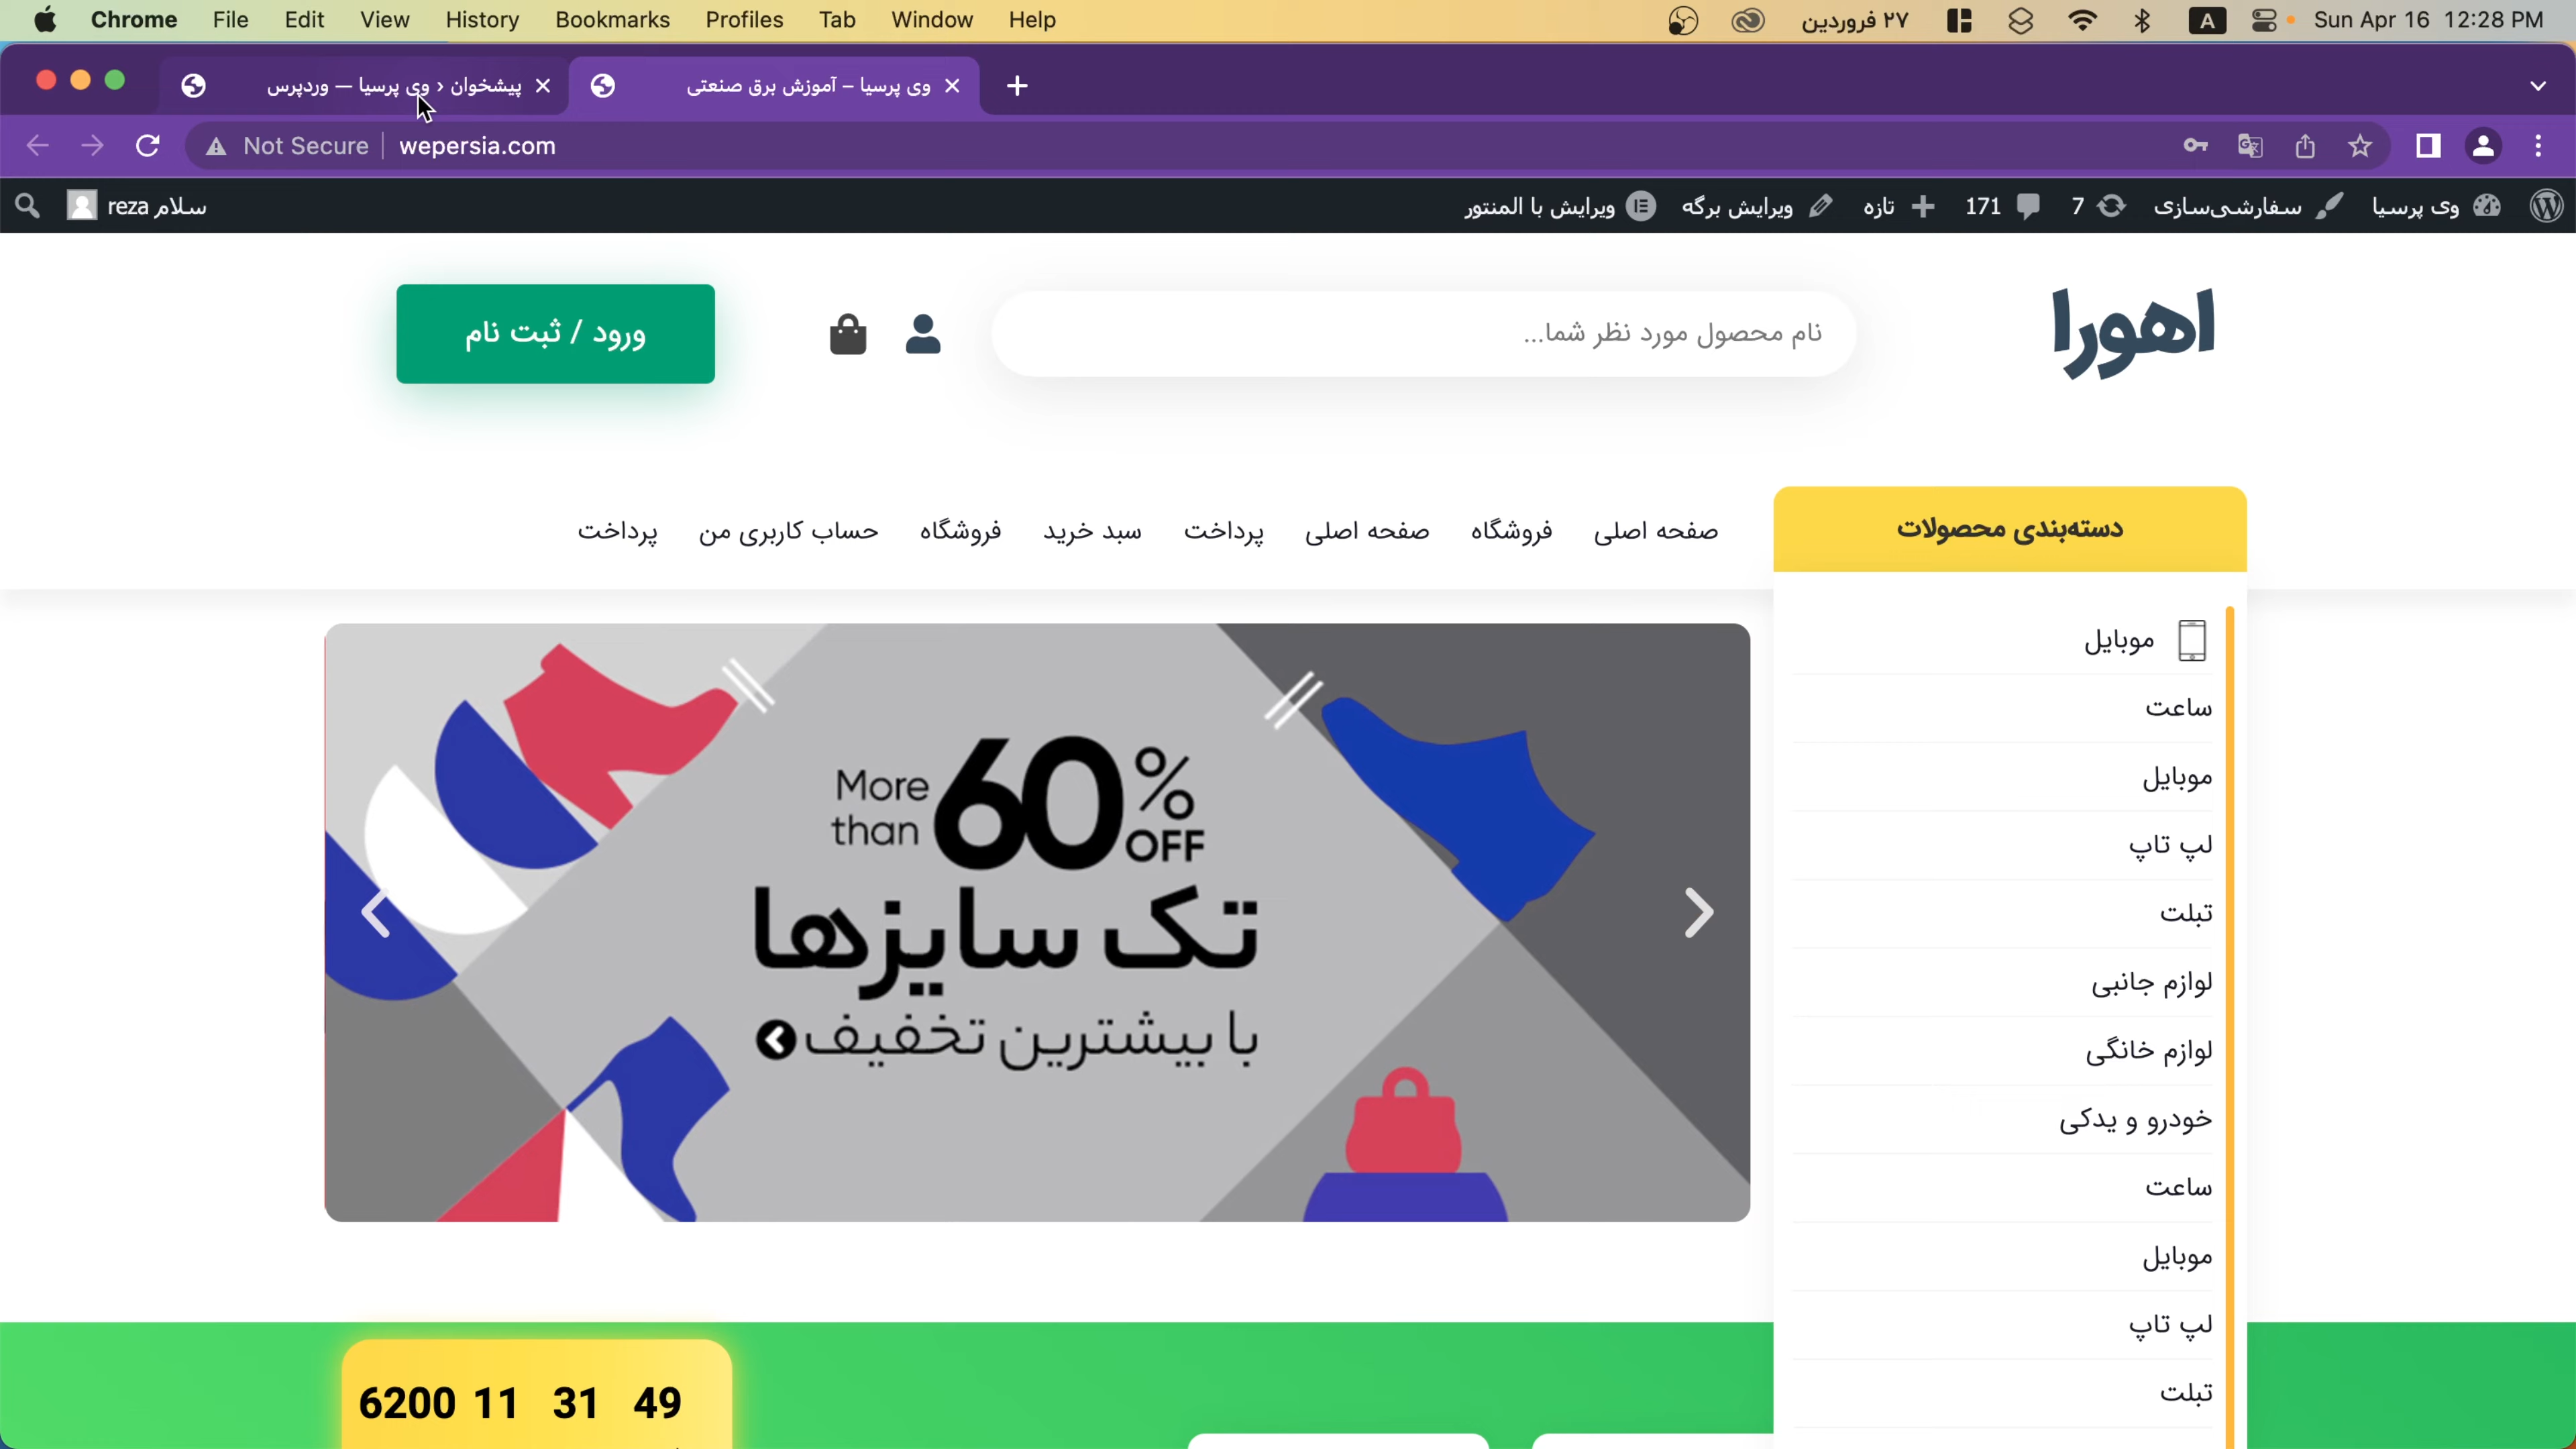 Chrome File Edit View History Bookmarks Profiles Tab Window Help ۲۷ فروردین A Sun Apr 16 12:28 PM
پیشخوان ‹ وی پرسیا — وردپرس
وی پرسیا – آموزش برق صنعتی
Not Secure wepersia.com
وی پرسیا سفارشی‌سازی 7 171 تازه ویرایش برگه ویرایش با المنتور سلام reza
اهورا
نام محصول مورد نظر شما...
ورود / ثبت نام
دسته‌بندی محصولات
صفحه اصلی فروشگاه صفحه اصلی پرداخت سبد خرید فروشگاه حساب کاربری من پرداخت
More than 60% OFF
تک سایزها
با بیشترین تخفیف
موبایل
ساعت
موبایل
لپ تاپ
تبلت
لوازم جانبی
لوازم خانگی
خودرو و یدکی
ساعت
موبایل
لپ تاپ
تبلت
6200 11 31 49